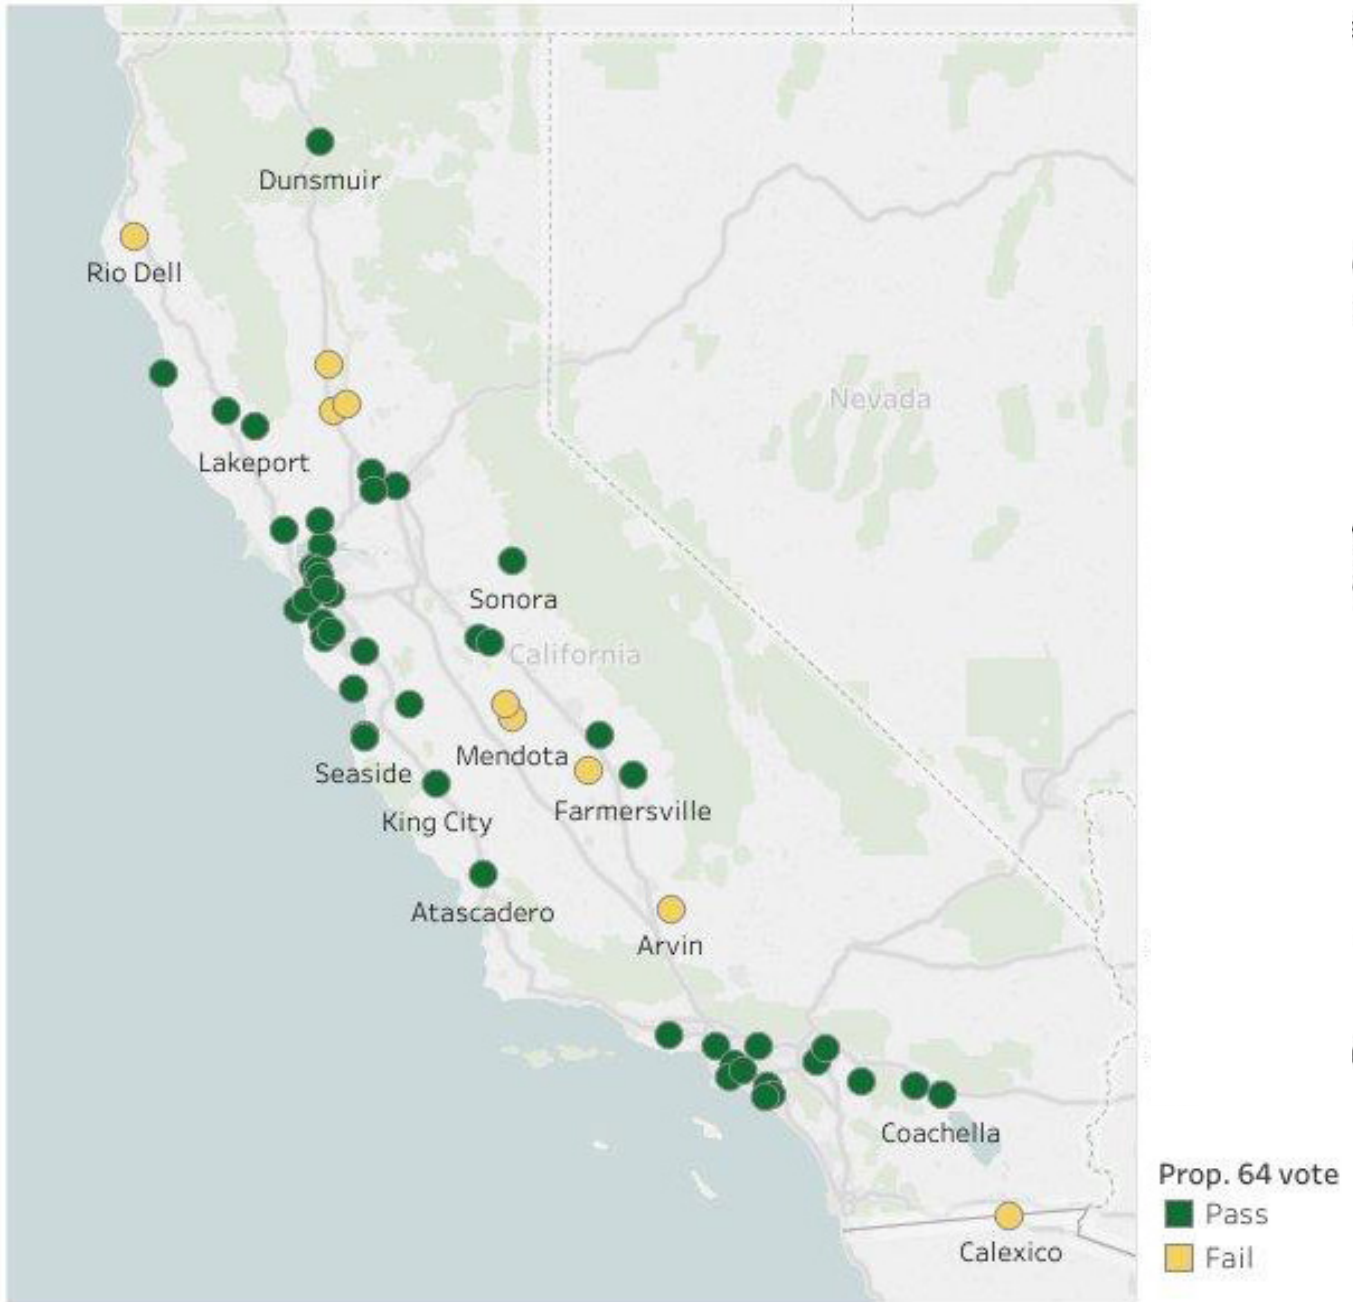 Dunsmuir
Rio Dell
Nevada
Lakeport
Sonora
California
Mendota
Seaside
Farmersville
King City
Atascadero
Arvin
Coachella
Prop. 64 vote
Pass
Calexico
Fail